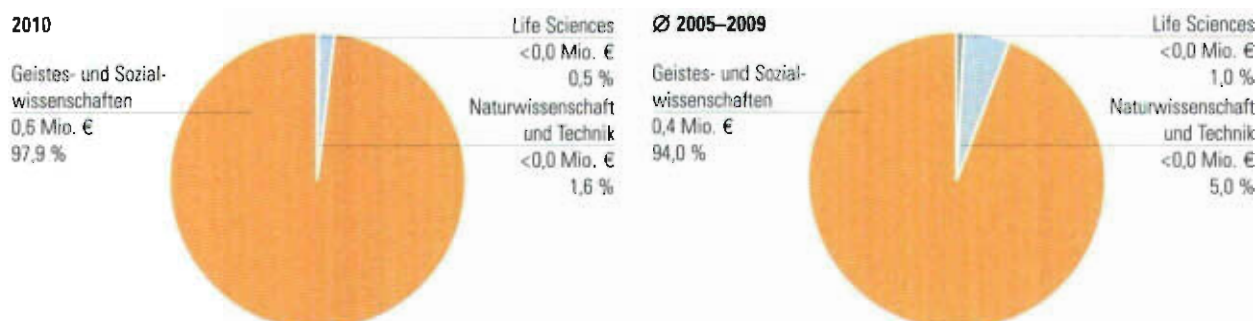 2010
Geistes- und Sozial-
wissenschaften
0,6 Mio. €
97,9 %
Life Sciences
<0,0 Mio. €
0,5 %
Naturwissenschaft
und Technik
<0,0 Mio. €
1,6 %
Ø 2005–2009
Geistes- und Sozial-
wissenschaften
0,4 Mio. €
94,0 %
Life Sciences
<0,0 Mio. €
1,0 %
Naturwissenschaft
und Technik
<0,0 Mio. €
5,0 %